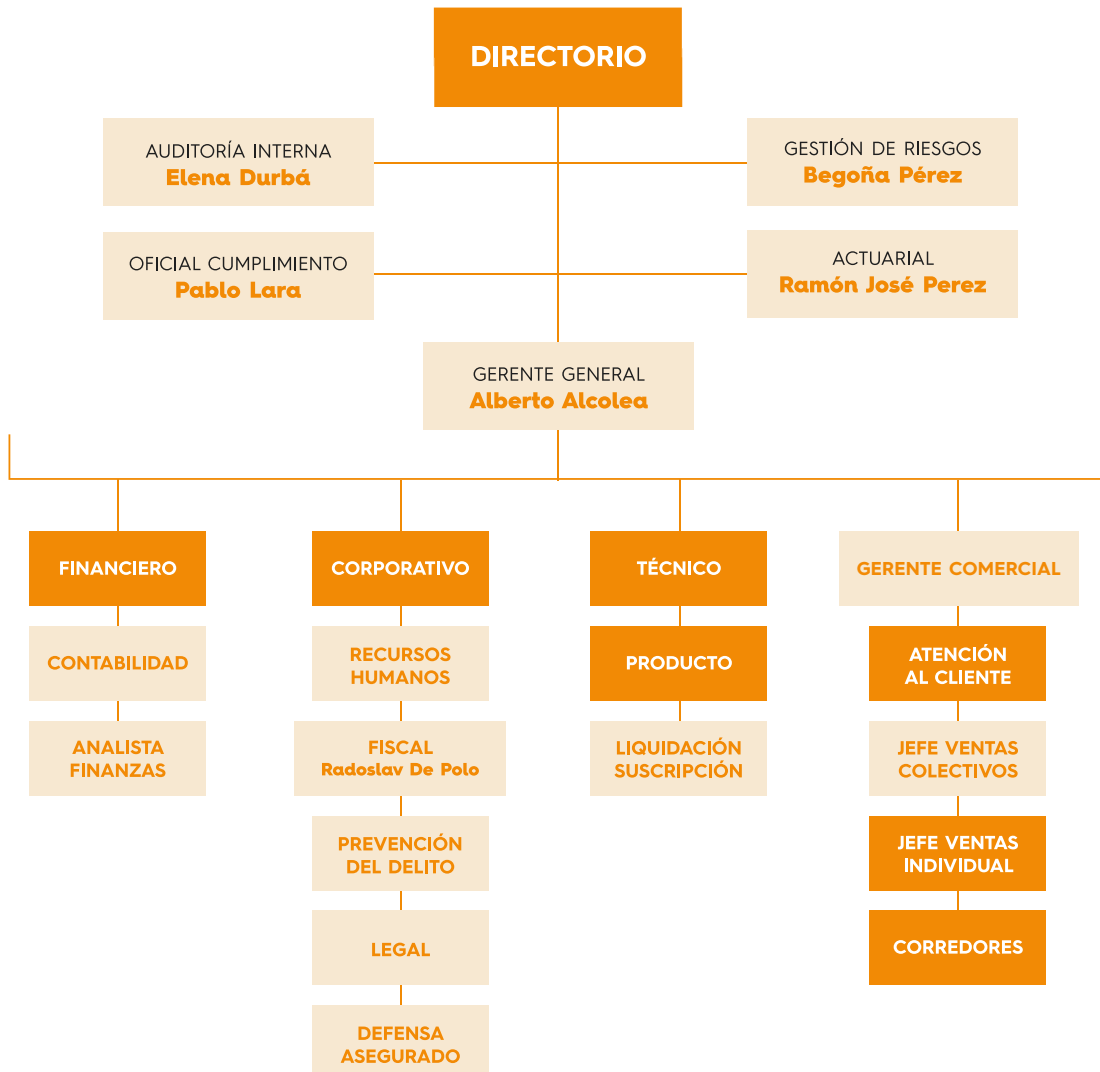 DIRECTORIO
AUDITORÍA INTERNA
Elena Durbá
GESTIÓN DE RIESGOS
Begoña Pérez
OFICIAL CUMPLIMIENTO
Pablo Lara
ACTUARIAL
Ramón José Perez
GERENTE GENERAL
Alberto Alcolea
FINANCIERO
CONTABILIDAD
ANALISTA
FINANZAS
CORPORATIVO
RECURSOS
HUMANOS
FISCAL
Radoslav De Polo
PREVENCIÓN
DEL DELITO
LEGAL
DEFENSA
ASEGURADO
TÉCNICO
PRODUCTO
LIQUIDACIÓN
SUSCRIPCIÓN
GERENTE COMERCIAL
ATENCIÓN
AL CLIENTE
JEFE VENTAS
COLECTIVOS
JEFE VENTAS
INDIVIDUAL
CORREDORES